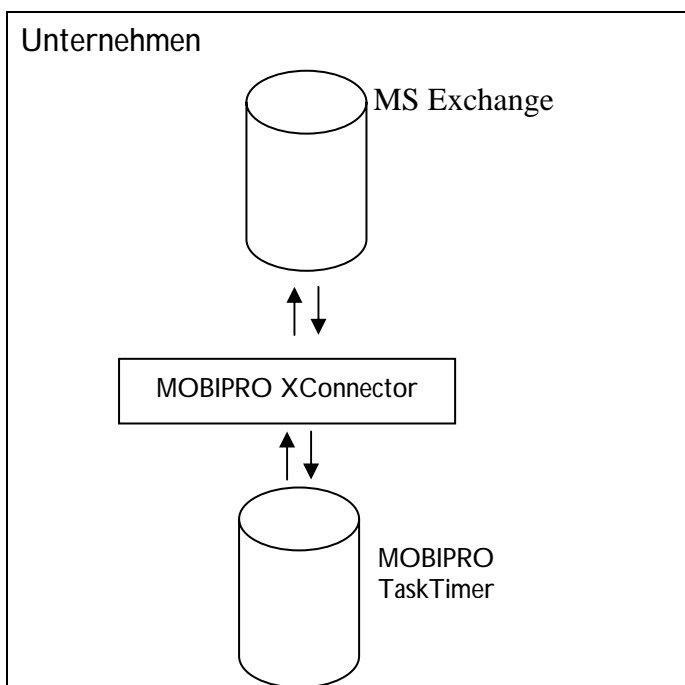 Unternehmen
MS Exchange
MOBIPRO XConnector
MOBIPRO
TaskTimer